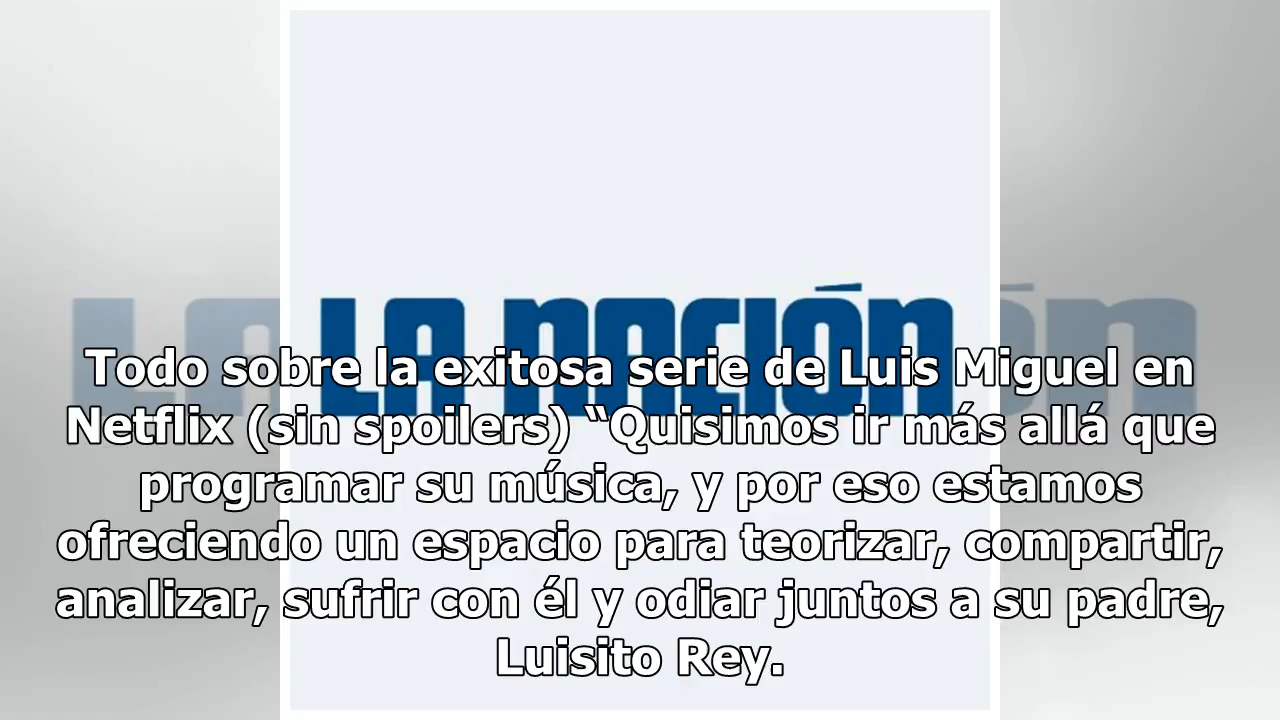 LA NACIÓN
Todo sobre la exitosa serie de Luis Miguel en
Netflix (sin spoilers) “Quisimos ir más allá que
programar su música, y por eso estamos
ofreciendo un espacio para teorizar, compartir,
analizar, sufrir con él y odiar juntos a su padre,
Luisito Rey.